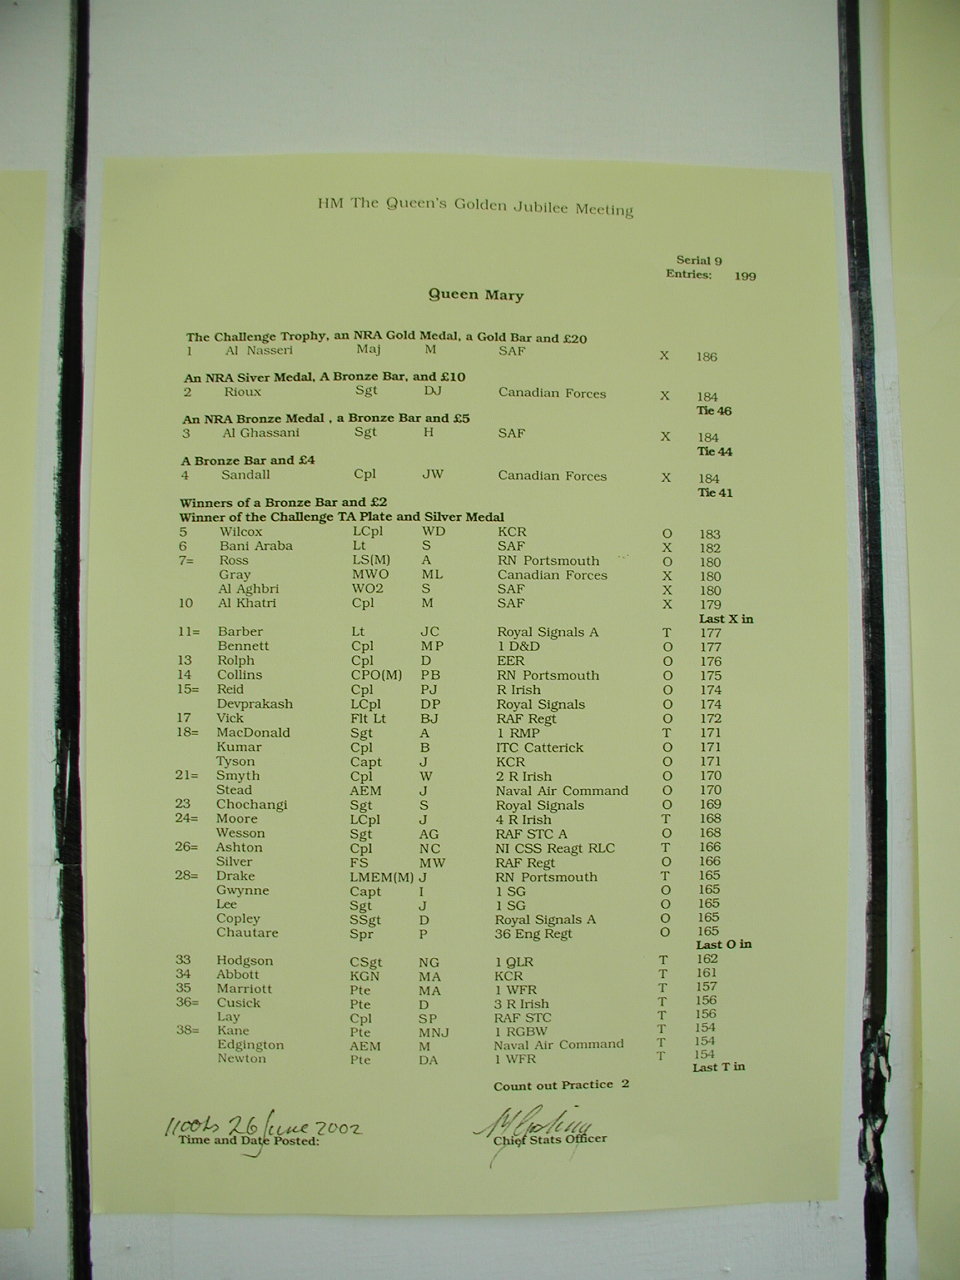 HM The Queen's Golden Jubilee Meeting
Serial 9
Entries: 199
Queen Mary
The Challenge Trophy, an NRA Gold Medal, a Gold Bar and £20
1 Al Nasseri Maj M SAF X 186
An NRA Siver Medal, A Bronze Bar, and £10
2 Rioux Sgt DJ Canadian Forces X 184
Tie 46
An NRA Bronze Medal , a Bronze Bar and £5
3 Al Ghassani Sgt H SAF X 184
Tie 44
A Bronze Bar and £4
4 Sandall Cpl JW Canadian Forces X 184
Tie 41
Winners of a Bronze Bar and £2
Winner of the Challenge TA Plate and Silver Medal
5 Wilcox LCpl WD KCR O 183
6 Bani Araba Lt S SAF X 182
7= Ross LS(M) A RN Portsmouth O 180
Gray MWO ML Canadian Forces X 180
Al Aghbri WO2 S SAF X 180
10 Al Khatri Cpl M SAF X 179
Last X in
11= Barber Lt JC Royal Signals A T 177
Bennett Cpl MP 1 D&D O 177
13 Rolph Cpl D EER O 176
14 Collins CPO(M) PB RN Portsmouth O 175
15= Reid Cpl PJ R Irish O 174
Devprakash LCpl DP Royal Signals O 174
17 Vick Flt Lt BJ RAF Regt O 172
18= MacDonald Sgt A 1 RMP T 171
Kumar Cpl B ITC Catterick O 171
Tyson Capt J KCR O 171
21= Smyth Cpl W 2 R Irish O 170
Stead AEM J Naval Air Command O 170
23 Chochangi Sgt S Royal Signals O 169
24= Moore LCpl J 4 R Irish T 168
Wesson Sgt AG RAF STC A O 168
26= Ashton Cpl NC NI CSS Reagt RLC T 166
Silver FS MW RAF Regt O 166
28= Drake LMEM(M) J RN Portsmouth T 165
Gwynne Capt I 1 SG O 165
Lee Sgt J 1 SG O 165
Copley SSgt D Royal Signals A O 165
Chautare Spr P 36 Eng Regt O 165
Last O in
33 Hodgson CSgt NG 1 QLR T 162
34 Abbott KGN MA KCR T 161
35 Marriott Pte MA 1 WFR T 157
36= Cusick Pte D 3 R Irish T 156
Lay Cpl SP RAF STC T 156
38= Kane Pte MNJ 1 RGBW T 154
Edgington AEM M Naval Air Command T 154
Newton Pte DA 1 WFR T 154
Last T in
Count out Practice 2
1100hs 26 June 2002
Time and Date Posted:
Chief Stats Officer